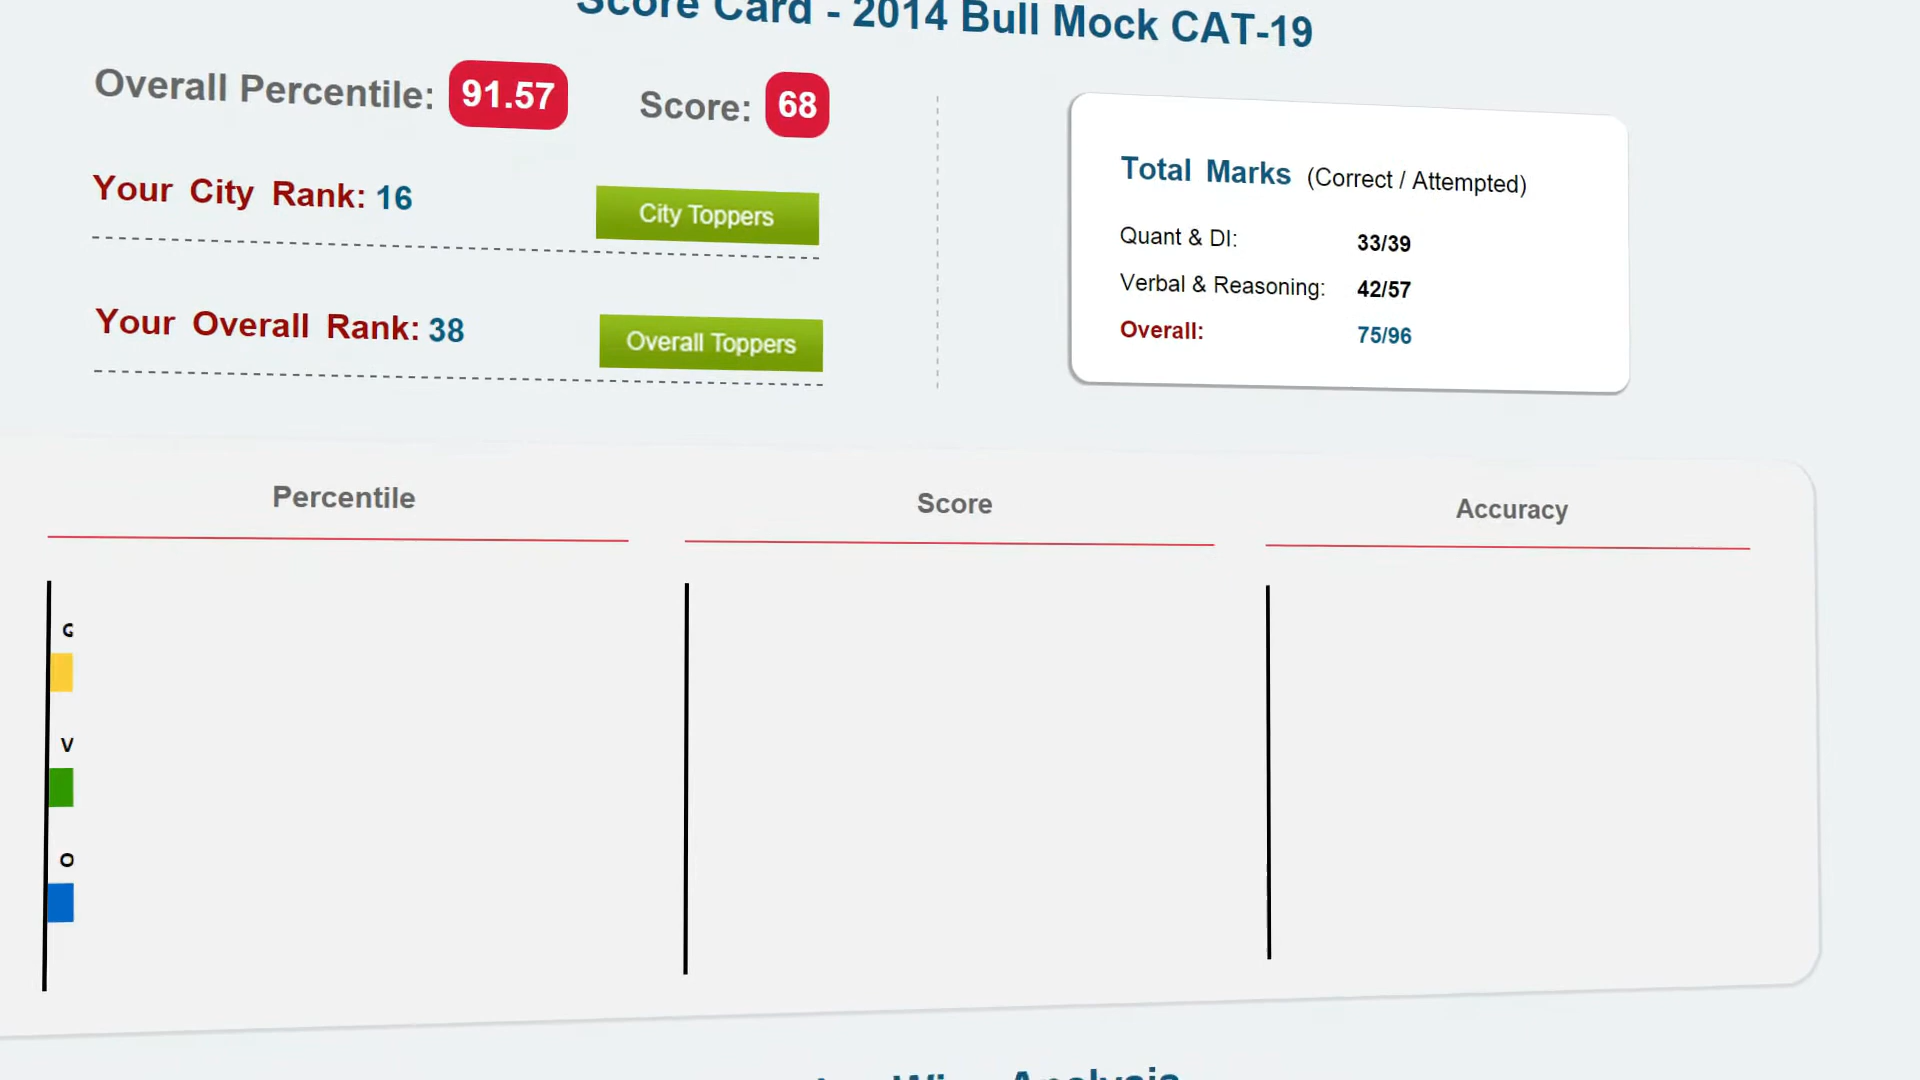 Score Card - 2014 Bull Mock CAT-19
Overall Percentile: 91.57
Score: 68
Your City Rank: 16
City Toppers
Your Overall Rank: 38
Overall Toppers
Total Marks (Correct / Attempted)
Quant & DI: 33/39
Verbal & Reasoning: 42/57
Overall: 75/96
Percentile
Score
Accuracy
V
O
Wise Analysis